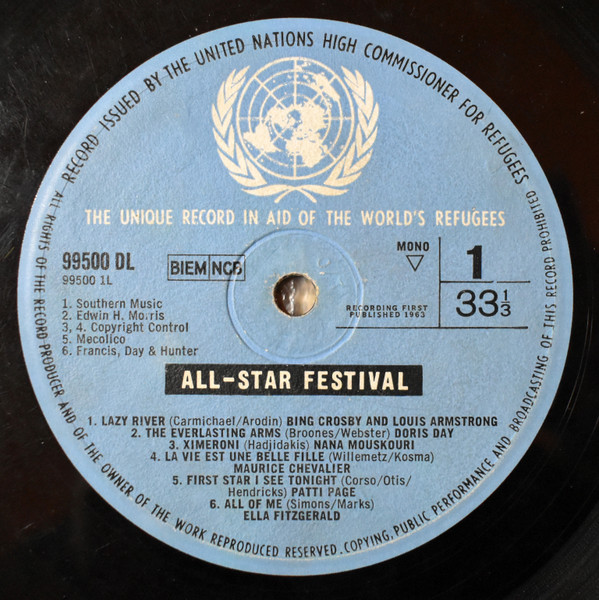 RECORD ISSUED BY THE UNITED NATIONS HIGH COMMISSIONER FOR REFUGEES
THE UNIQUE RECORD IN AID OF THE WORLD'S REFUGEES
99500 DL
99500 1L
BIEM NCB
MONO
1
RECORDING FIRST
PUBLISHED 1963
33 1/3
1. Southern Music
2. Edwin H. Morris
3, 4. Copyright Control
5. Mecolico
6. Francis, Day & Hunter
ALL-STAR FESTIVAL
1. LAZY RIVER (Carmichael/Arodin) BING CROSBY AND LOUIS ARMSTRONG
2. THE EVERLASTING ARMS (Broones/Webster) DORIS DAY
3. XIMERONI (Hadjidakis) NANA MOUSKOURI
4. LA VIE EST UNE BELLE FILLE (Willemetz/Kosma)
MAURICE CHEVALIER
5. FIRST STAR I SEE TONIGHT (Corso/Otis/
Hendricks) PATTI PAGE
6. ALL OF ME (Simons/Marks)
ELLA FITZGERALD
ALL RIGHTS OF THE RECORD PRODUCER AND OF THE OWNER OF THE WORK REPRODUCED RESERVED. COPYING, PUBLIC PERFORMANCE AND BROADCASTING OF THIS RECORD PROHIBITED